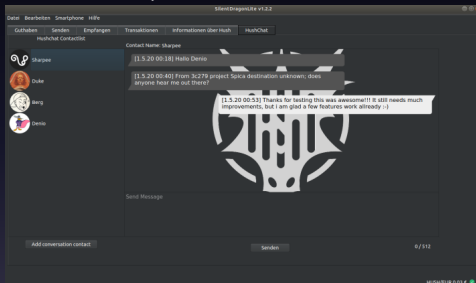 SilentDragonLite v1.2.2
Datei Bearbeiten Smartphone Hilfe
Guthaben Senden Empfangen Transaktionen Informationen über Hush HushChat
Hushchat Contactlist
Contact Name: Sharpee
Sharpee
[1.5.20 00:18] Hello Denio
Duke
[1.5.20 00:40] From 3c279 project Spica destination unknown; does
anyone hear me out there?
Berg
[1.5.20 00:53] Thanks for testing this was awesome!!! It still needs much
improvements, but i am glad a few features work allready :-)
Denio
Send Message
Add conversation contact
Senden
0 / 512